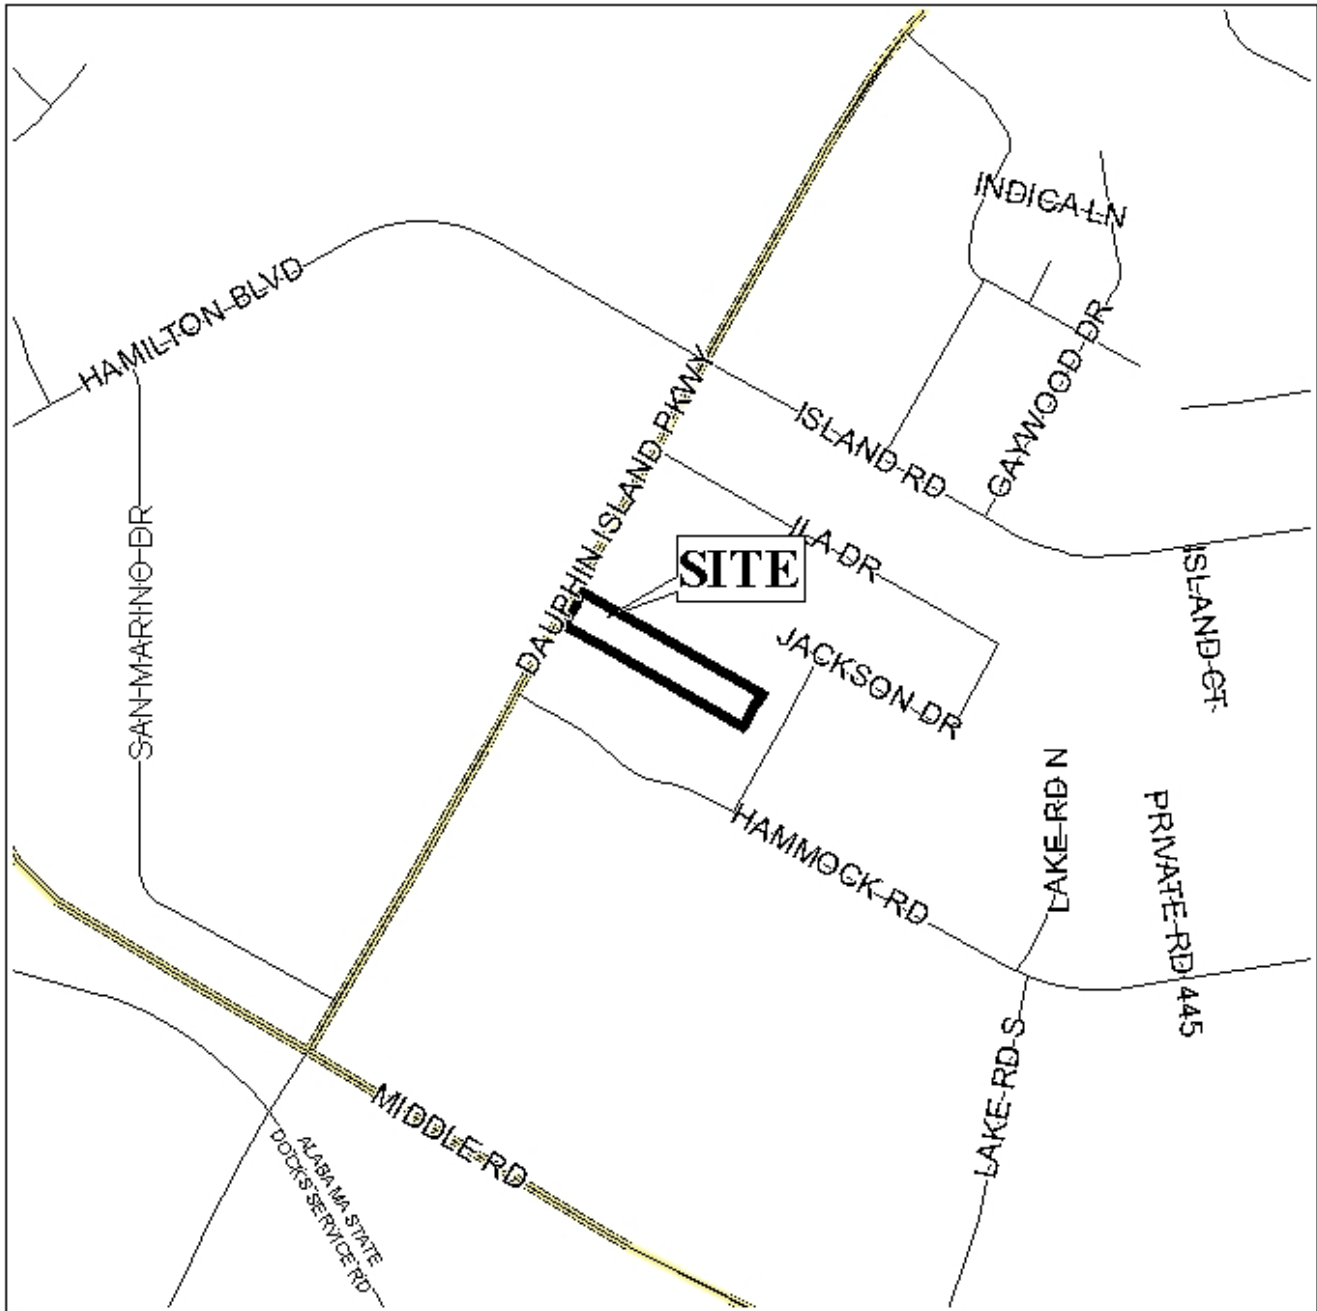 INDICA LN
HAMILTON BLVD
GAYWOOD DR
DAUPHIN ISLAND PKWY
ISLAND RD
SAN MARINO DR
ILA DR
SITE
ISLAND CT
JACKSON DR
LAKE RD N
PRIVATE RD 445
HAMMOCK RD
LAKE RD S
MIDDLE RD
ALABAMA STATE
DOCKS SERVICE RD